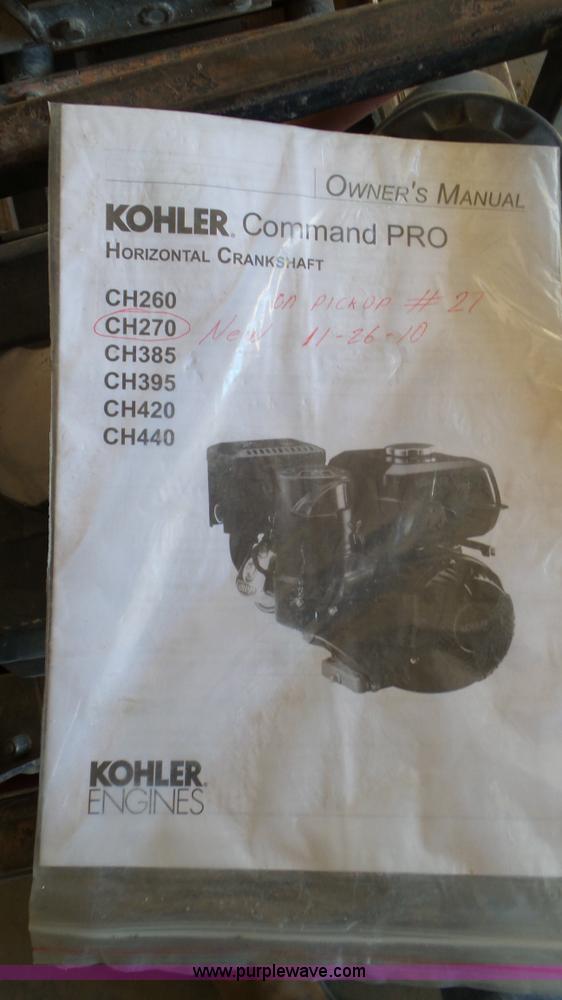 OWNER'S MANUAL
KOHLER. Command PRO
HORIZONTAL CRANKSHAFT
CH260 on PICKUP # 27
CH270 New 11-26-10
CH385
CH395
CH420
CH440
KOHLER.
ENGINES
www.purplewave.com